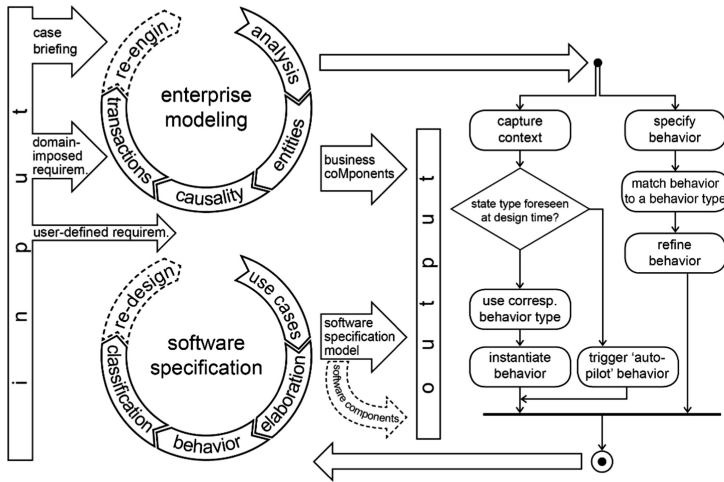 input
case
briefing
domain-
imposed
requirem.
user-defined requirem.
re-engin.
analysis
entities
causality
transactions
enterprise
modeling
business
coMponents
re-design
use cases
elaboration
behavior
classification
software
specification
software
specification
model
software components
output
capture
context
state type foreseen
at design time?
use corresp.
behavior type
instantiate
behavior
trigger ‘auto-
pilot’ behavior
specify
behavior
match behavior
to a behavior type
refine
behavior